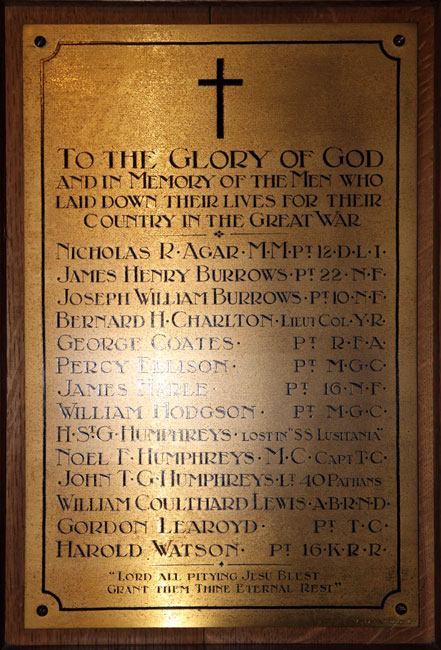 To the Glory of God
and in Memory of the Men who
laid down their lives for their
Country in the Great War
Nicholas R· Agar· M·M· Pt 12·D·L·I·
James Henry Burrows· Pt 22·N·F·
Joseph William Burrows· Pt 10·N·F·
Bernard H· Charlton· Lieut Col·Y·R·
George Coates· Pt R·F·A·
Percy Ellison· Pt M·G·C·
James Harle· Pt 16·N·F·
William Hodgson· Pt M·G·C·
H·St G· Humphreys· lost in "SS Lusitania"
Noel F· Humphreys· M·C· Capt T·C·
John T·G· Humphreys· Lt 40 Pathans
William Coulthard Lewis· A·B·R·N·D·
Gordon Learoyd· Pt T·C·
Harold Watson· Pt 16·K·R·R·
"Lord all pitying Jesu Blest
grant them Thine Eternal Rest"